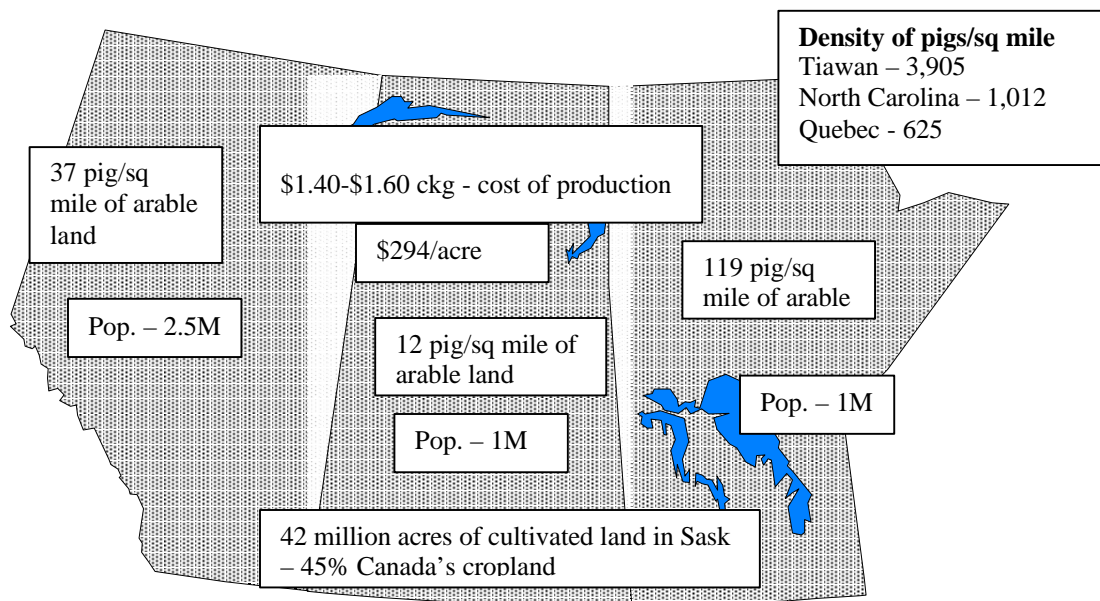 Density of pigs/sq mile
Tiawan – 3,905
North Carolina – 1,012
Quebec - 625
37 pig/sq
mile of arable
land
$1.40-$1.60 ckg - cost of production
$294/acre
119 pig/sq
mile of arable
Pop. – 2.5M
12 pig/sq mile of
arable land
Pop. – 1M
Pop. – 1M
42 million acres of cultivated land in Sask
– 45% Canada's cropland